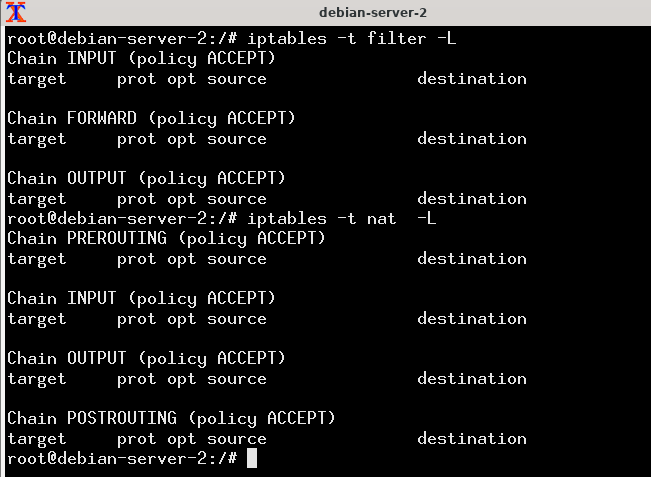 debian-server-2
root@debian-server-2:/# iptables -t filter -L
Chain INPUT (policy ACCEPT)
target     prot opt source               destination

Chain FORWARD (policy ACCEPT)
target     prot opt source               destination

Chain OUTPUT (policy ACCEPT)
target     prot opt source               destination
root@debian-server-2:/# iptables -t nat  -L
Chain PREROUTING (policy ACCEPT)
target     prot opt source               destination

Chain INPUT (policy ACCEPT)
target     prot opt source               destination

Chain OUTPUT (policy ACCEPT)
target     prot opt source               destination

Chain POSTROUTING (policy ACCEPT)
target     prot opt source               destination
root@debian-server-2:/#